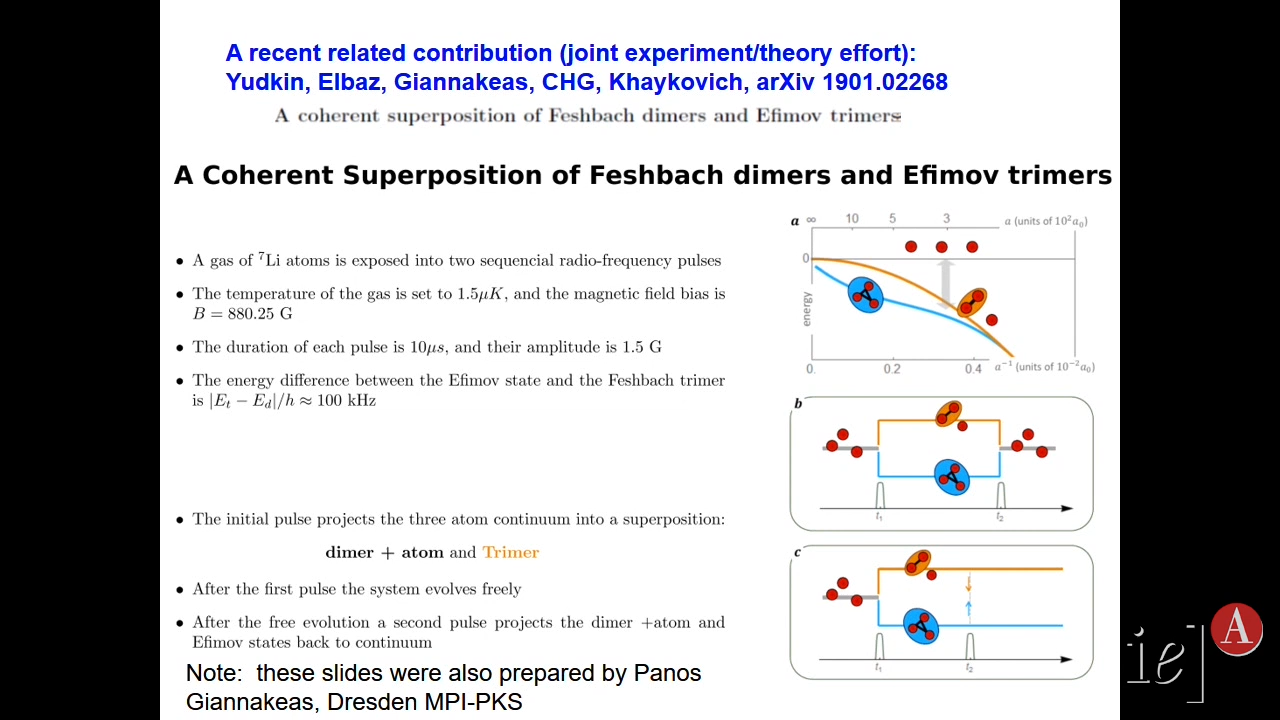 A recent related contribution (joint experiment/theory effort):
Yudkin, Elbaz, Giannakeas, CHG, Khaykovich, arXiv 1901.02268
A coherent superposition of Feshbach dimers and Efimov trimers
A Coherent Superposition of Feshbach dimers and Efimov trimers
• A gas of ⁷Li atoms is exposed into two sequencial radio-frequency pulses
• The temperature of the gas is set to 1.5μK, and the magnetic field bias is
B = 880.25 G
• The duration of each pulse is 10μs, and their amplitude is 1.5 G
• The energy difference between the Efimov state and the Feshbach trimer
is |E_t − E_d|/h ≈ 100 kHz
• The initial pulse projects the three atom continuum into a superposition:
dimer + atom and Trimer
• After the first pulse the system evolves freely
• After the free evolution a second pulse projects the dimer +atom and
Efimov states back to continuum
Note: these slides were also prepared by Panos
Giannakeas, Dresden MPI-PKS
a ∞ 10 5 3 a (units of 10²a₀)
0
energy
0. 0.2 0.4 a⁻¹ (units of 10⁻²a₀)
b
t₁ t₂
c
t₁ t₂
ie] A